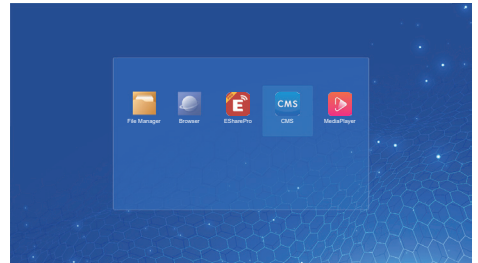 CMS
E
File Manager
Browser
ESharePro
CMS
MediaPlayer